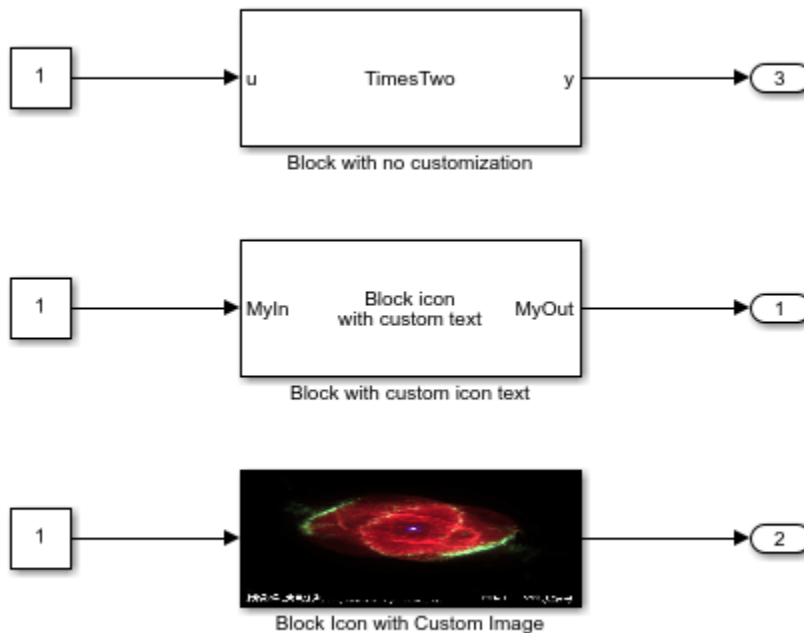 1
u
TimesTwo
y
3
Block with no customization
1
MyIn
Block icon
with custom text
MyOut
1
Block with custom icon text
1
2
Block Icon with Custom Image